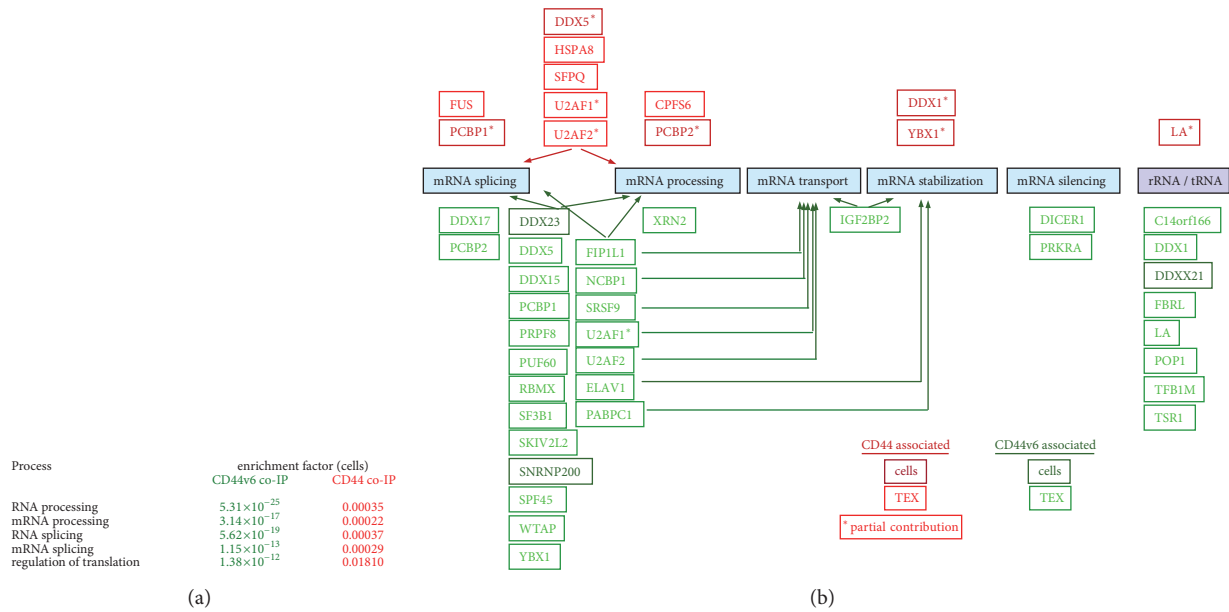 DDX5*
HSPA8
SFPQ
U2AF1*
U2AF2*
FUS
PCBP1*
CPFS6
PCBP2*
DDX1*
YBX1*
LA*
mRNA splicing
mRNA processing
mRNA transport
mRNA stabilization
mRNA silencing
rRNA / tRNA
DDX17
PCBP2
DDX23
DDX5
DDX15
PCBP1
PRPF8
PUF60
RBMX
SF3B1
SKIV2L2
SNRNP200
SPF45
WTAP
YBX1
FIP1L1
NCBP1
SRSF9
U2AF1*
U2AF2
ELAV1
PABPC1
XRN2
IGF2BP2
DICER1
PRKRA
C14orf166
DDX1
DDXX21
FBRL
LA
POP1
TFB1M
TSR1
CD44 associated
cells
TEX
* partial contribution
CD44v6 associated
cells
TEX
Process enrichment factor (cells)
CD44v6 co-IP CD44 co-IP
RNA processing 5.31×10⁻²⁵ 0.00035
mRNA processing 3.14×10⁻¹⁷ 0.00022
RNA splicing 5.62×10⁻¹⁹ 0.00037
mRNA splicing 1.15×10⁻¹³ 0.00029
regulation of translation 1.38×10⁻¹² 0.01810
(a)
(b)